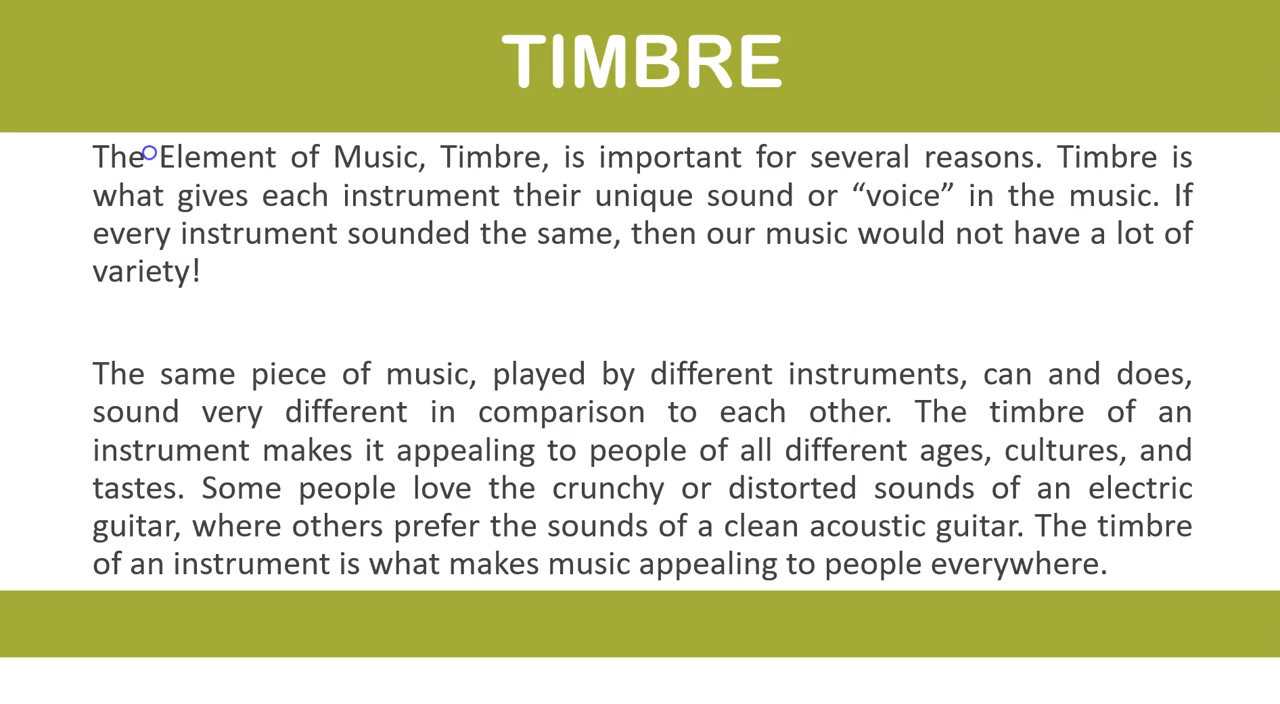 TIMBRE
The Element of Music, Timbre, is important for several reasons. Timbre is
what gives each instrument their unique sound or “voice” in the music. If
every instrument sounded the same, then our music would not have a lot of
variety!
The same piece of music, played by different instruments, can and does,
sound very different in comparison to each other. The timbre of an
instrument makes it appealing to people of all different ages, cultures, and
tastes. Some people love the crunchy or distorted sounds of an electric
guitar, where others prefer the sounds of a clean acoustic guitar. The timbre
of an instrument is what makes music appealing to people everywhere.